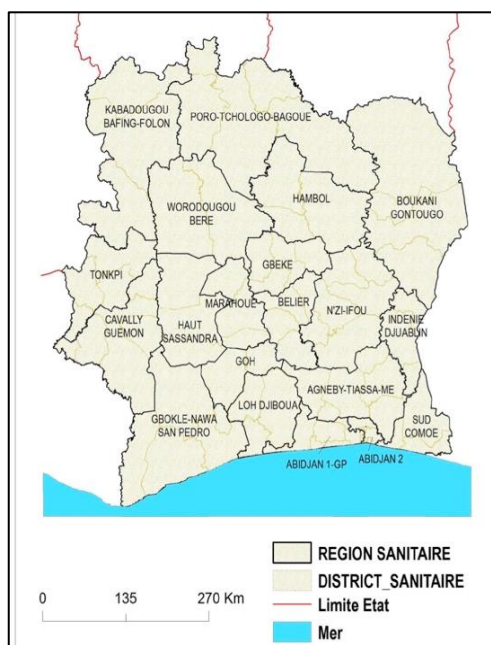 KABADOUGOU
BAFING-FOLON
PORO-TCHOLOGO-BAGOUE
WORODOUGOU
BERE
HAMBOL
BOUKANI
GONTOUGO
TONKPI
GBEKE
CAVALLY
GUEMON
HAUT
SASSANDRA
MARAHOUE
BELIER
N'ZI-IFOU
INDENIE
DJUABLIN
GOH
GBOKLE-NAWA
SAN PEDRO
LOH DJIBOUA
AGNEBY-TIASSA-ME
SUD
COMOE
ABIDJAN 1-GP
ABIDJAN 2
REGION SANITAIRE
DISTRICT_SANITAIRE
Limite Etat
Mer
0 135 270 Km